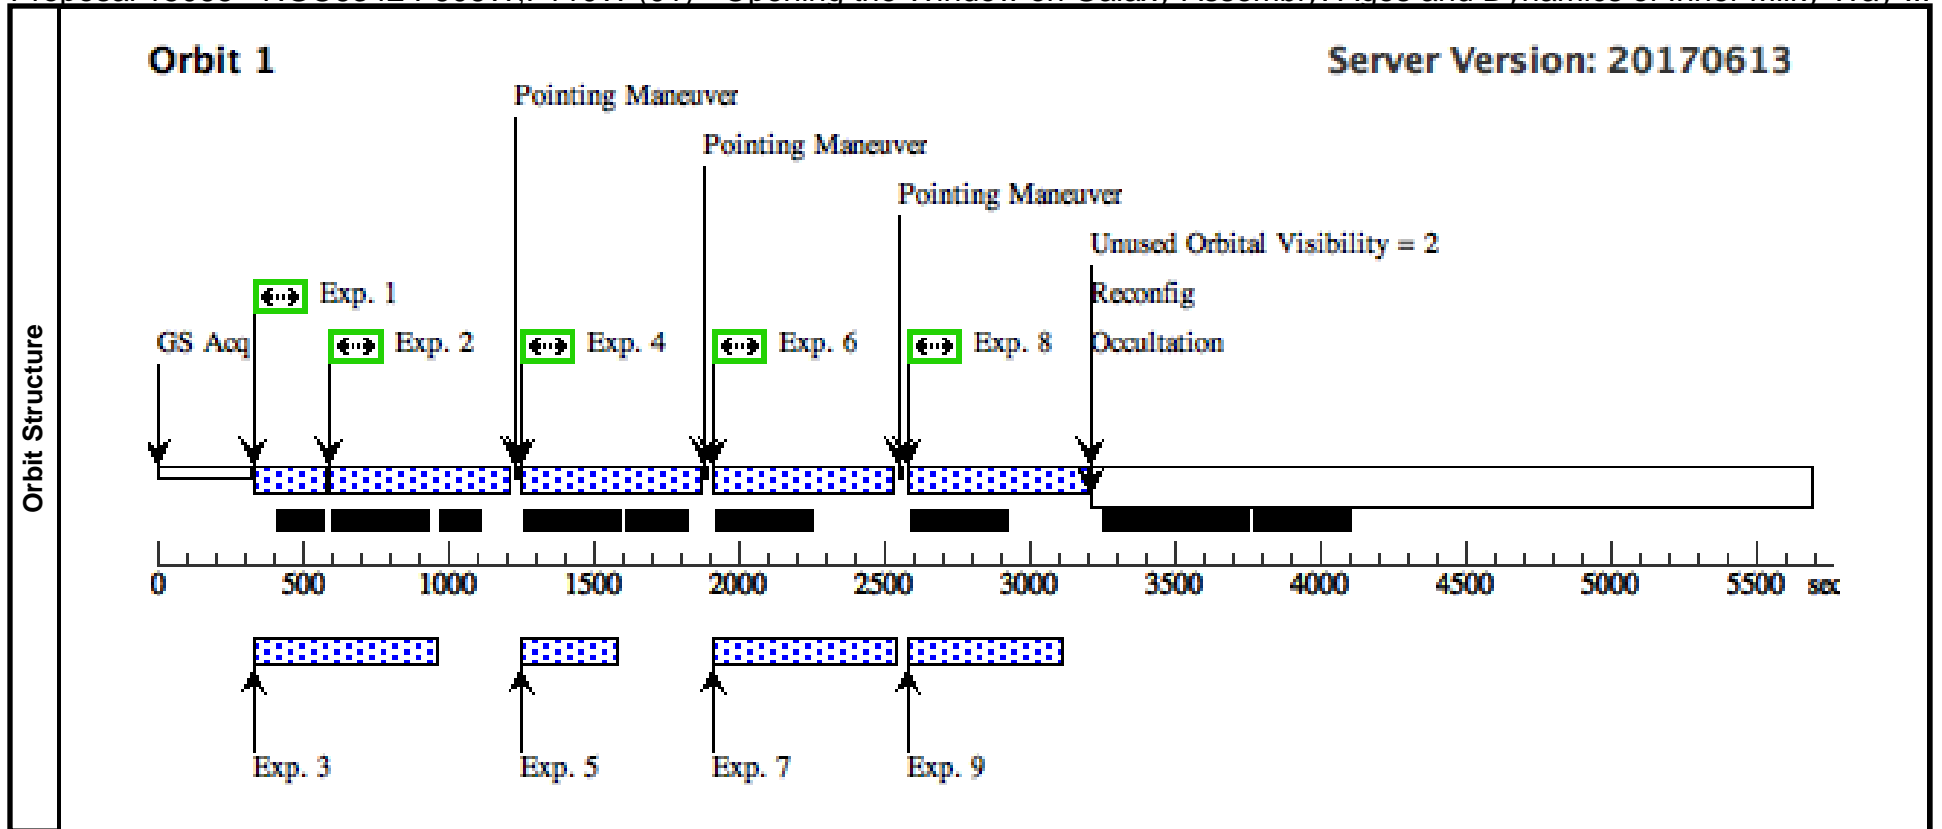 Orbit 1
Server Version: 20170613
Pointing Maneuver
Pointing Maneuver
Pointing Maneuver
Unused Orbital Visibility = 2
Exp. 1
Reconfig
GS Acq
Exp. 2
Exp. 4
Exp. 6
Exp. 8
Occultation
Orbit Structure
0 500 1000 1500 2000 2500 3000 3500 4000 4500 5000 5500 sec
Exp. 3
Exp. 5
Exp. 7
Exp. 9